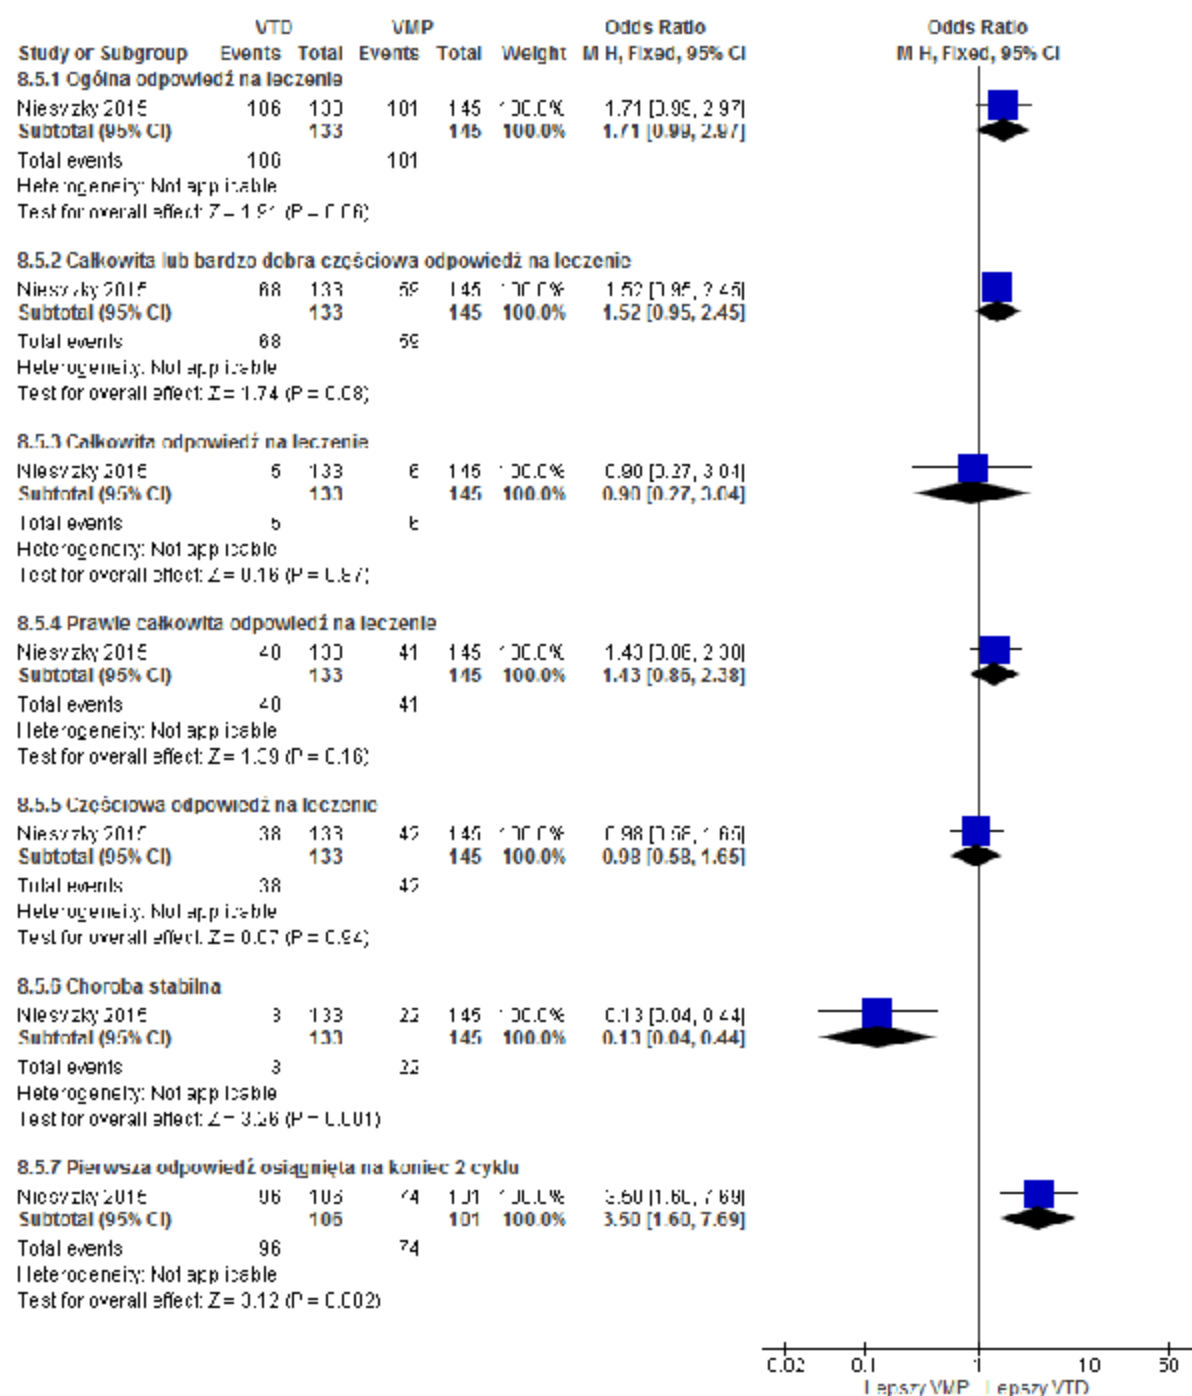 VTD VMP Odds Ratio Odds Ratio
Study or Subgroup Events Total Events Total Weight M H, Fixed, 95% CI M H, Fixed, 95% CI
8.5.1 Ogólna odpowiedź na leczenie
Niesvizky 2015 106 133 101 145 100.0% 1.71 [0.99, 2.97]
Subtotal (95% CI) 133 145 100.0% 1.71 [0.99, 2.97]
Total events 106 101
Heterogeneity: Not applicable
Test for overall effect: Z = 1.91 (P = 0.06)
8.5.2 Całkowita lub bardzo dobra częściowa odpowiedź na leczenie
Niesvizky 2015 68 133 59 145 100.0% 1.52 [0.95, 2.45]
Subtotal (95% CI) 133 145 100.0% 1.52 [0.95, 2.45]
Total events 68 59
Heterogeneity: Not applicable
Test for overall effect: Z = 1.74 (P = 0.08)
8.5.3 Całkowita odpowiedź na leczenie
Niesvizky 2015 5 133 6 145 100.0% 0.90 [0.27, 3.04]
Subtotal (95% CI) 133 145 100.0% 0.90 [0.27, 3.04]
Total events 5 6
Heterogeneity: Not applicable
Test for overall effect: Z = 0.16 (P = 0.87)
8.5.4 Prawie całkowita odpowiedź na leczenie
Niesvizky 2015 133 41 145 100.0% 1.43 [0.86, 2.38]
Subtotal (95% CI) 133 145 100.0% 1.43 [0.86, 2.38]
Total events 41
Heterogeneity: Not applicable
Test for overall effect: Z = 1.39 (P = 0.16)
8.5.5 Częściowa odpowiedź na leczenie
Niesvizky 2015 38 133 42 145 100.0% 0.98 [0.58, 1.65]
Subtotal (95% CI) 133 145 100.0% 0.98 [0.58, 1.65]
Total events 38 42
Heterogeneity: Not applicable
Test for overall effect: Z = 0.07 (P = 0.94)
8.5.6 Choroba stabilna
Niesvizky 2015 3 133 22 145 100.0% 0.13 [0.04, 0.44]
Subtotal (95% CI) 133 145 100.0% 0.13 [0.04, 0.44]
Total events 3 22
Heterogeneity: Not applicable
Test for overall effect: Z = 3.26 (P = 0.001)
8.5.7 Pierwsza odpowiedź osiągnięta na koniec 2 cyklu
Niesvizky 2015 96 106 74 101 100.0% 3.50 [1.60, 7.69]
Subtotal (95% CI) 106 101 100.0% 3.50 [1.60, 7.69]
Total events 96 74
Heterogeneity: Not applicable
Test for overall effect: Z = 3.12 (P = 0.002)
0.02 0.1 1 10 50
Lepszy VMP Lepszy VTD